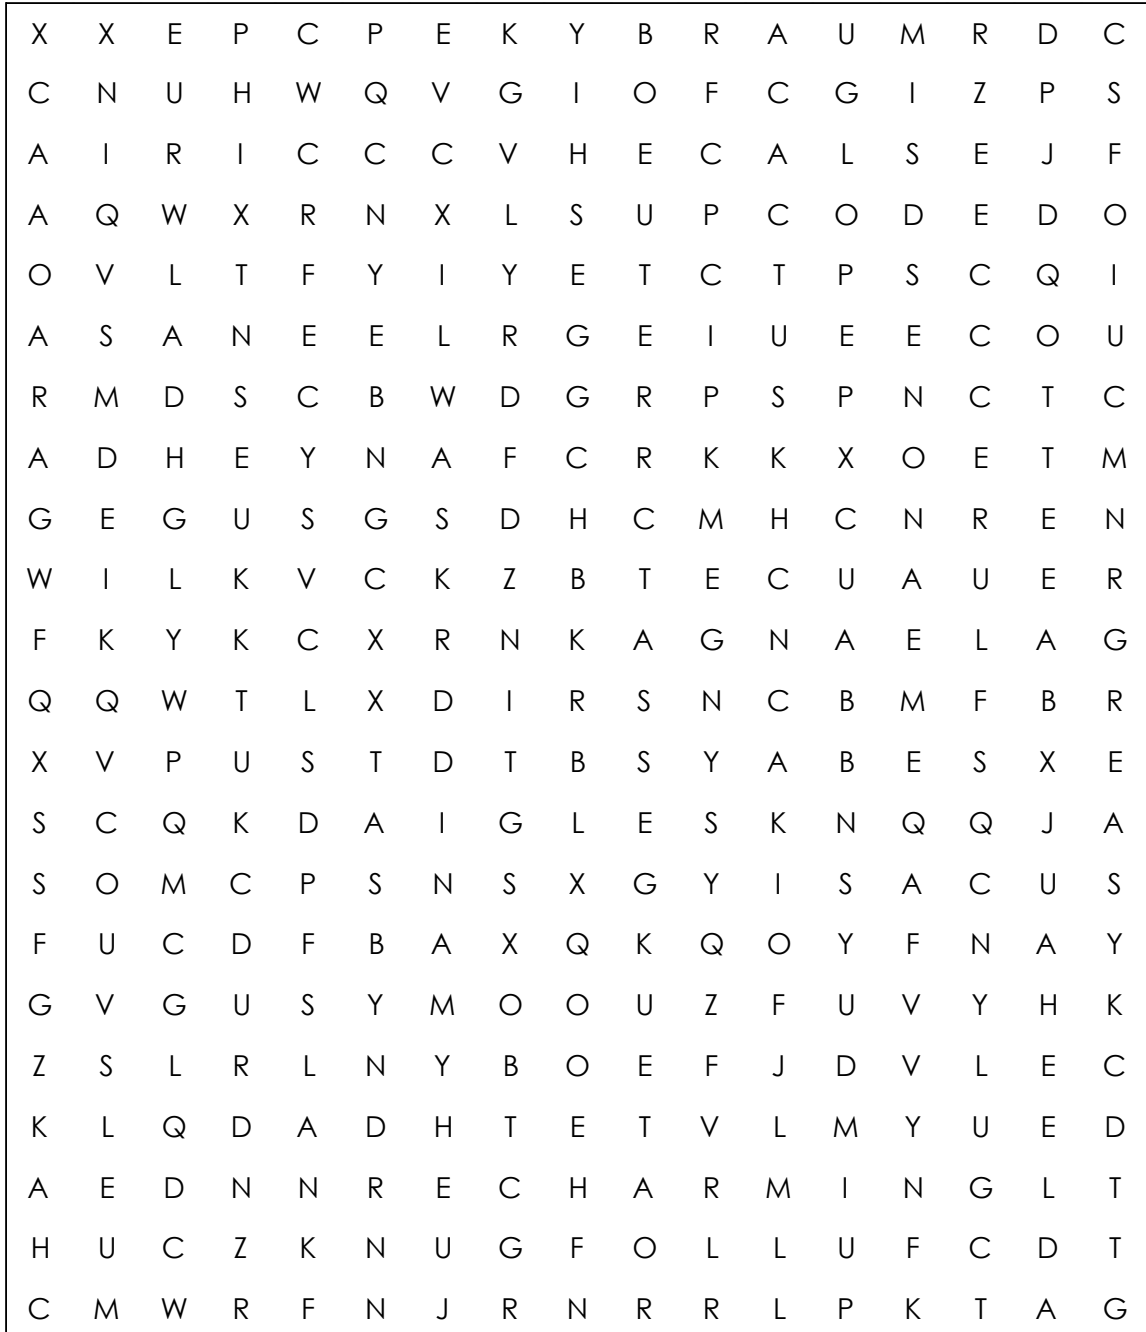 X X E P C P E K Y B R A U M R D C
C N U H W Q V G I O F C G I Z P S
A I R I C C C V H E C A L S E J F
A Q W X R N X L S U P C O D E D O
O V L T F Y I Y E T C T P S C Q I
A S A N E E L R G E I U E E C O U
R M D S C B W D G R P S P N C T C
A D H E Y N A F C R K K X O E T M
G E G U S G S D H C M H C N R E N
W I L K V C K Z B T E C U A U E R
F K Y K C X R N K A G N A E L A G
Q Q W T L X D I R S N C B M F B R
X V P U S T D T B S Y A B E S X E
S C Q K D A I G L E S K N Q Q J A
S O M C P S N S X G Y I S A C U S
F U C D F B A X Q K Q O Y F N A Y
G V G U S Y M O O U Z F U V Y H K
Z S L R L N Y B O E F J D V L E C
K L Q D A D H T E T V L M Y U E D
A E D N N R E C H A R M I N G L T
H U C Z K N U G F O L L U F C D T
C M W R F N J R N R R L P K T A G